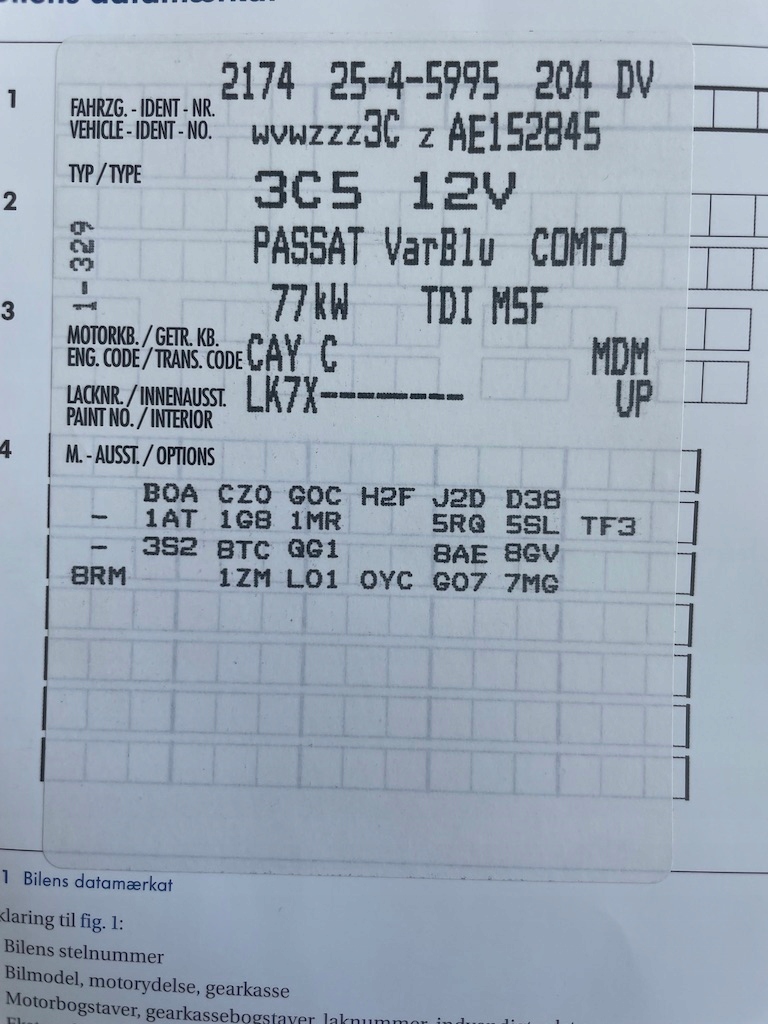 Bilens datamærkat
2174 25-4-5995 204 DV
1
FAHRZG. - IDENT - NR.
VEHICLE - IDENT - NO. WVWZZZ3C Z AE152845
TYP / TYPE
2
3C5 12V
1-329
PASSAT VarBlu COMFO
3
77kW TDI M5F
MOTORKB. / GETR. KB.
ENG. CODE / TRANS. CODE CAY C MDM
LACKNR. / INNENAUSST. LK7X-------- UP
PAINT NO. / INTERIOR
4
M. - AUSST. / OPTIONS
B0A CZ0 G0C H2F J2D D38
- 1AT 1GB 1MR 5RQ 5SL TF3
- 3S2 8TC QG1 8AE 8GV
8RM 1ZM L01 0YC G07 7MG
1 Bilens datamærkat
klaring til fig. 1:
Bilens stelnummer
Bilmodel, motorydelse, gearkasse
Motorbogstaver, gearkassebogstaver, laknummer,